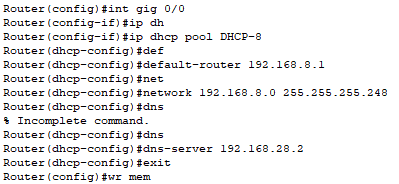 Router(config)#int gig 0/0
Router(config-if)#ip dh
Router(config-if)#ip dhcp pool DHCP-8
Router(dhcp-config)#def
Router(dhcp-config)#default-router 192.168.8.1
Router(dhcp-config)#net
Router(dhcp-config)#network 192.168.8.0 255.255.255.248
Router(dhcp-config)#dns
% Incomplete command.
Router(dhcp-config)#dns
Router(dhcp-config)#dns-server 192.168.28.2
Router(dhcp-config)#exit
Router(config)#wr mem